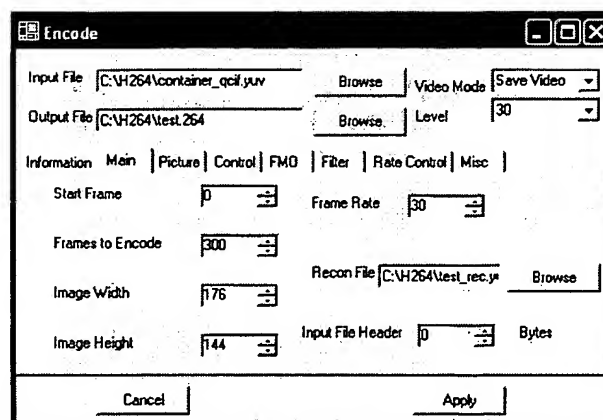 Encode
Input File C:\H264\container_qcif.yuv Browse Video Mode Save Video
Output File C:\H264\test.264 Browse. Level 30
Information Main Picture Control FMO Filter Rate Control Misc
Start Frame 0 Frame Rate 30
Frames to Encode 300
Recon File C:\H264\test_rec.yu Browse
Image Width 176
Input File Header 0 Bytes
Image Height 144
Cancel Apply